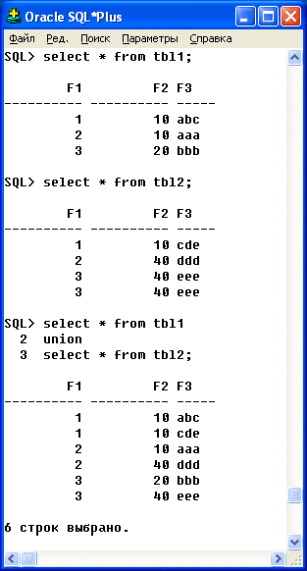 Oracle SQL*Plus
Файл Ред. Поиск Параметры Справка
SQL> select * from tbl1;
F1 F2 F3
---------- ---------- -----
1 10 abc
2 10 aaa
3 20 bbb
SQL> select * from tbl2;
F1 F2 F3
---------- ---------- -----
1 10 cde
2 40 ddd
3 40 eee
3 40 eee
SQL> select * from tbl1
2 union
3 select * from tbl2;
F1 F2 F3
---------- ---------- -----
1 10 abc
1 10 cde
2 10 aaa
2 40 ddd
3 20 bbb
3 40 eee
6 строк выбрано.